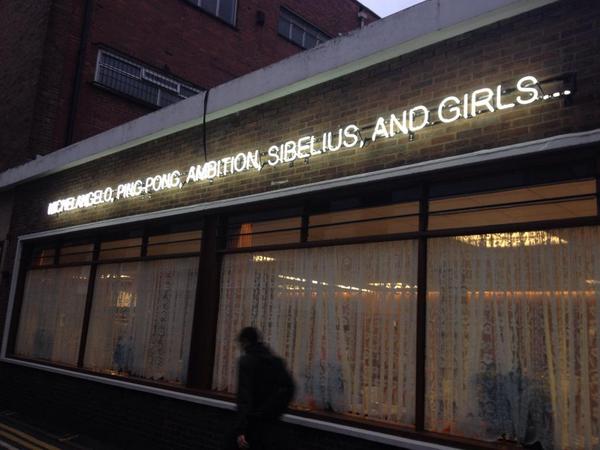 MICHELANGELO, PING-PONG, AMBITION, SIBELIUS, AND GIRLS...